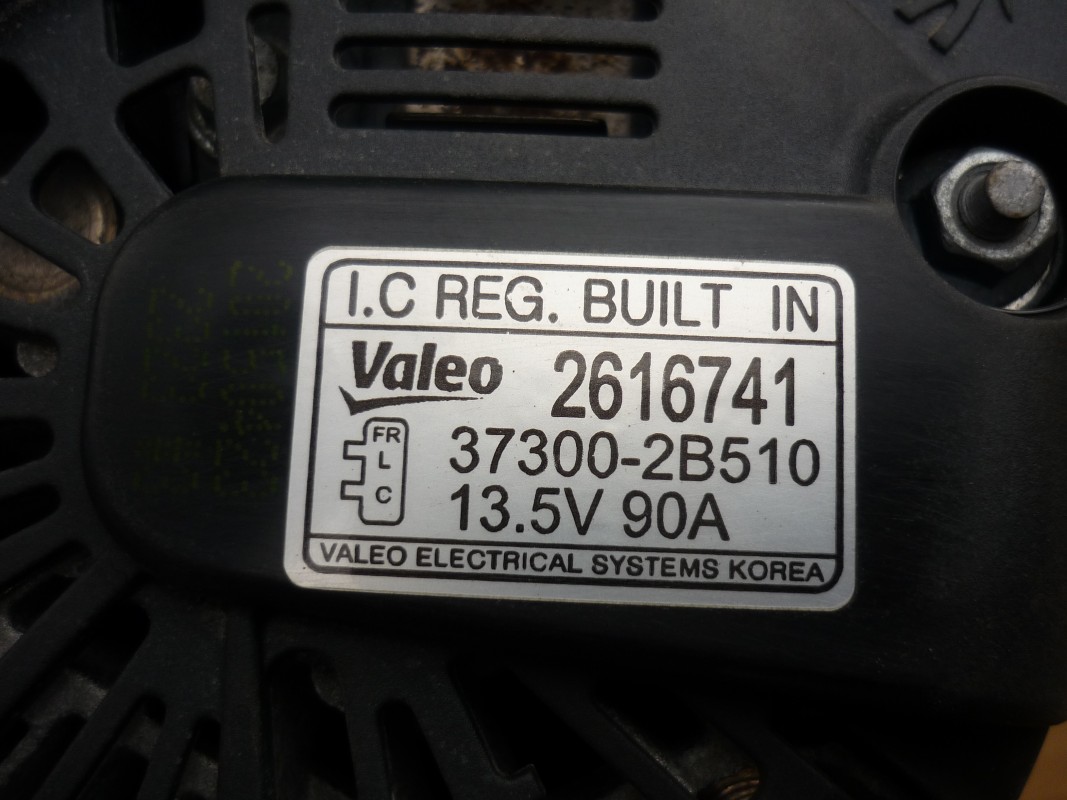 I.C REG. BUILT IN
Valeo 2616741
FR
L
C
37300-2B510
13.5V 90A
VALEO ELECTRICAL SYSTEMS KOREA